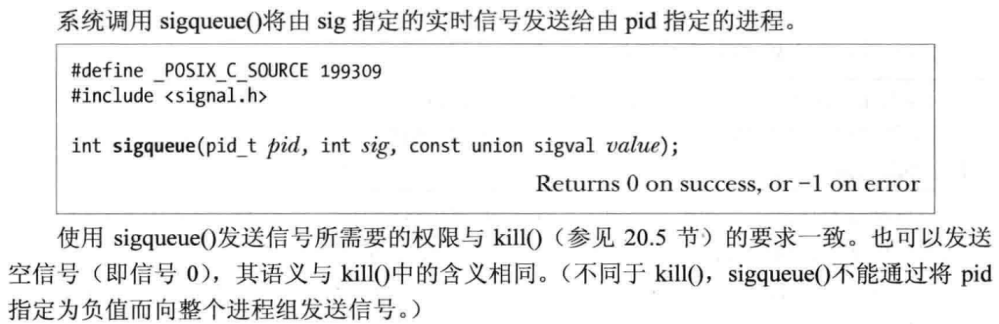 系统调用 sigqueue()将由 sig 指定的实时信号发送给由 pid 指定的进程。
#define _POSIX_C_SOURCE 199309
#include <signal.h>
int sigqueue(pid_t pid, int sig, const union sigval value);
Returns 0 on success, or −1 on error
使用 sigqueue()发送信号所需要的权限与 kill()（参见 20.5 节）的要求一致。也可以发送
空信号（即信号 0），其语义与 kill()中的含义相同。（不同于 kill()，sigqueue()不能通过将 pid
指定为负值而向整个进程组发送信号。）